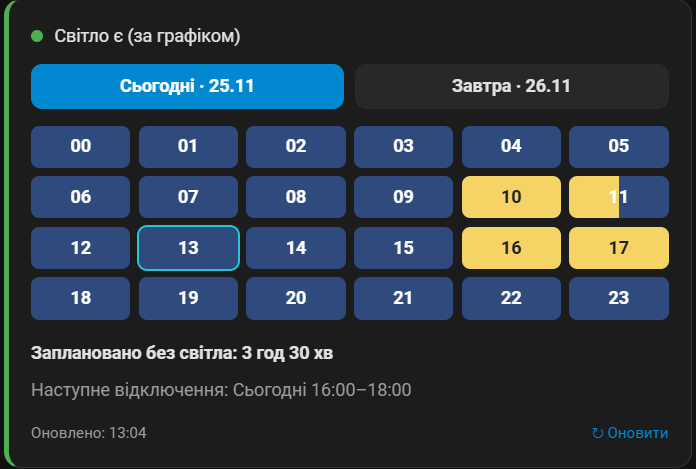 Світло є (за графіком)
Сьогодні · 25.11 Завтра · 26.11
00 01 02 03 04 05
06 07 08 09 10 11
12 13 14 15 16 17
18 19 20 21 22 23
Заплановано без світла: 3 год 30 хв
Наступне відключення: Сьогодні 16:00–18:00
Оновлено: 13:04 ↻ Оновити